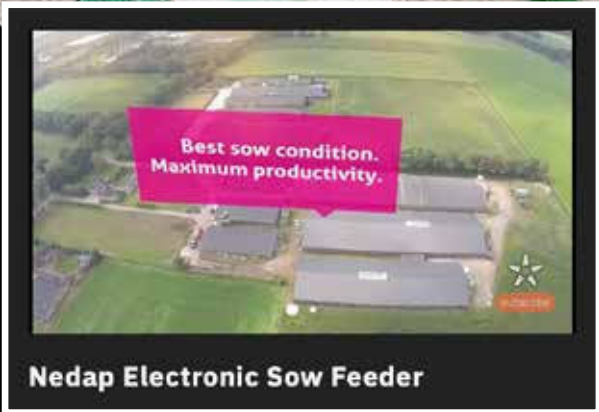 Best sow condition.
Maximum productivity.
Nedap Electronic Sow Feeder